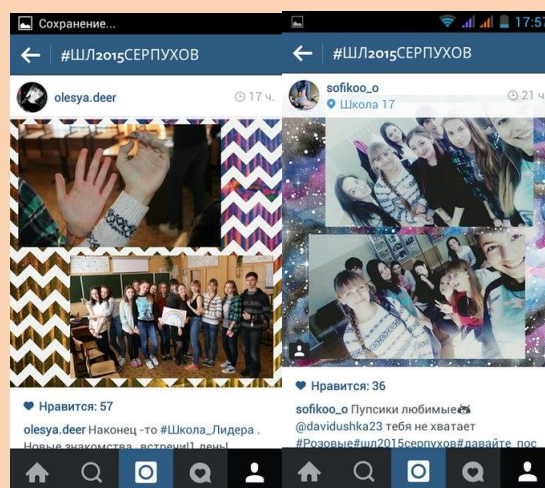 Сохранение...
#ШЛ2015СЕРПУХОВ
olesya.deer
17 ч.
Нравится: 57
olesya.deer Наконец -то #Школа_Лидера .
Новые знакомства встречи!1 день!
17:57
#ШЛ2015СЕРПУХОВ
sofikoo_o
Школа 17
21 ч
Нравится: 36
sofikoo_o Пупсики любимые
@davidushka23 тебя не хватает
#Розовые#шл2015серпухов#давайте_пос